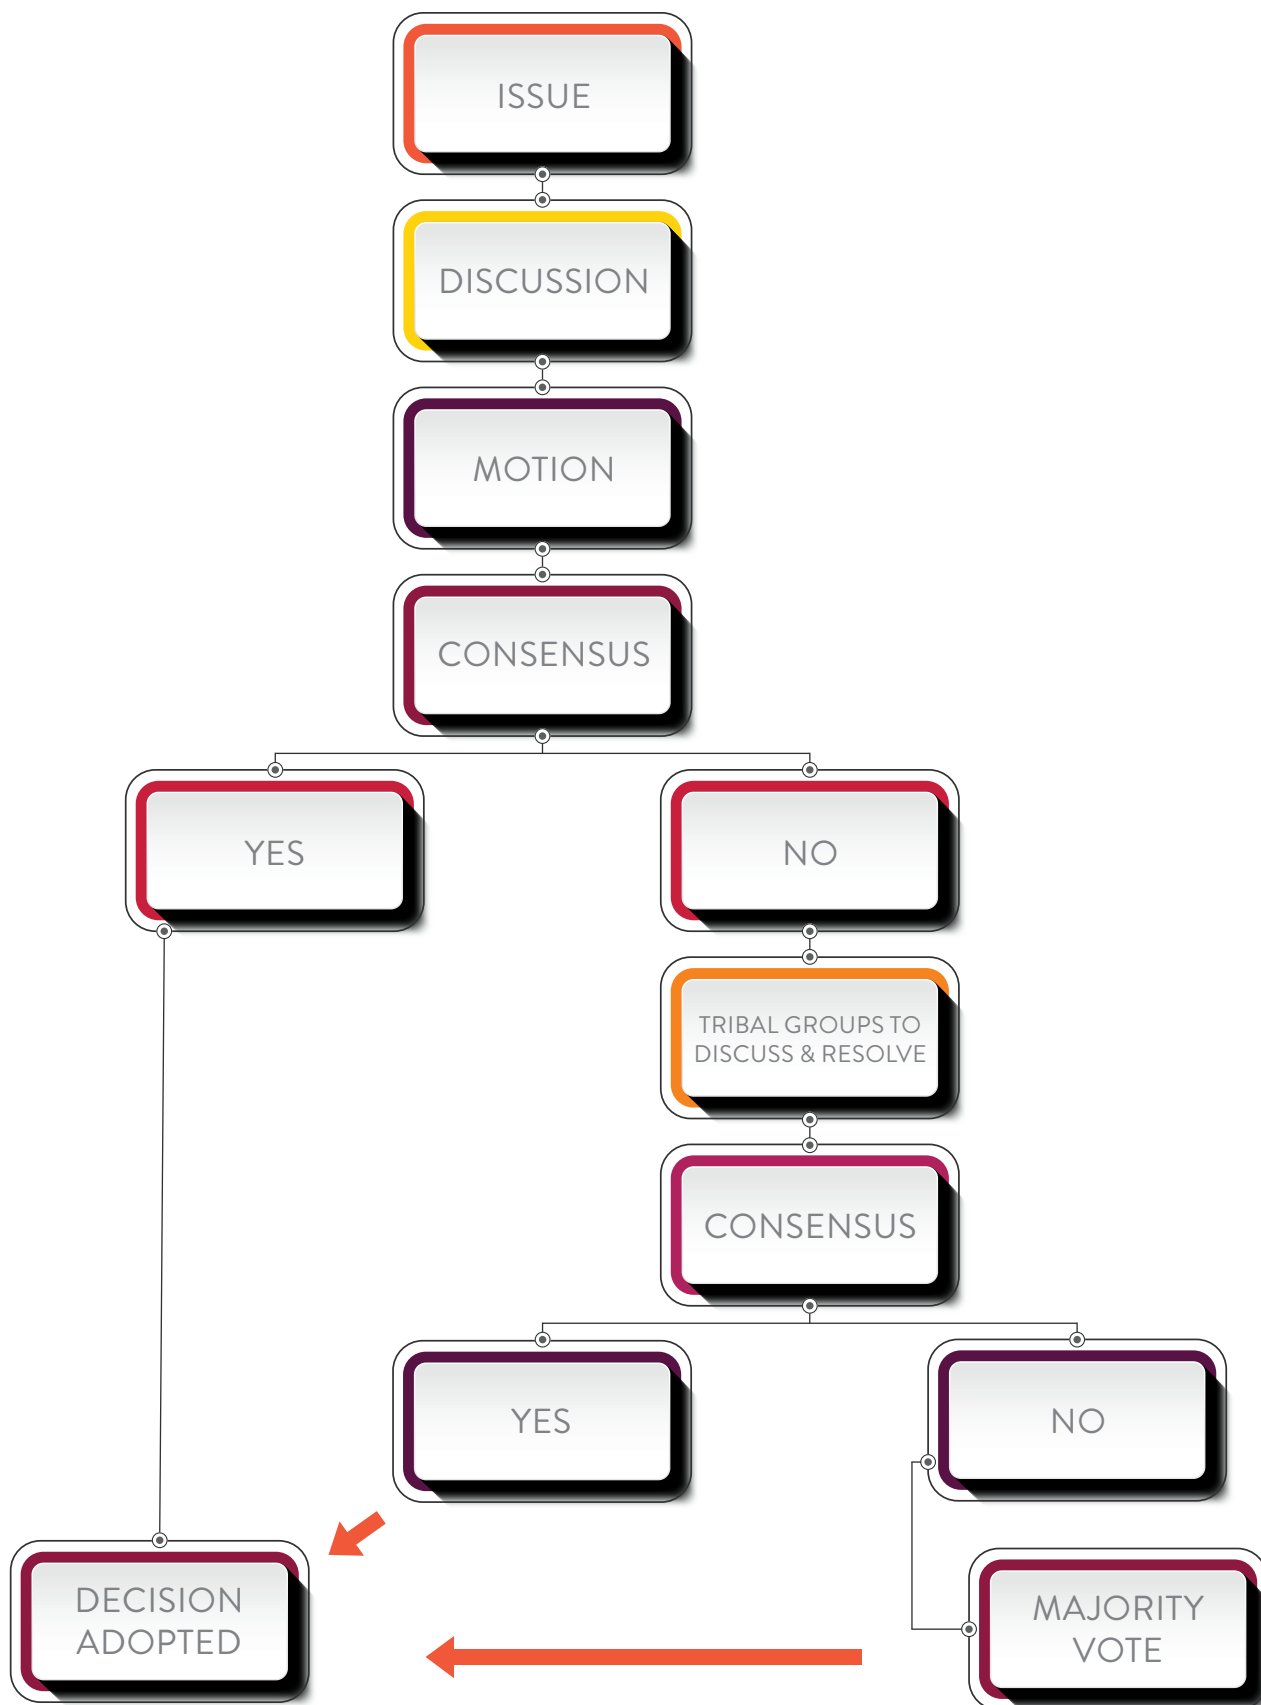 ISSUE
DISCUSSION
MOTION
CONSENSUS
YES
NO
TRIBAL GROUPS TO
DISCUSS & RESOLVE
CONSENSUS
YES
NO
DECISION
ADOPTED
MAJORITY
VOTE